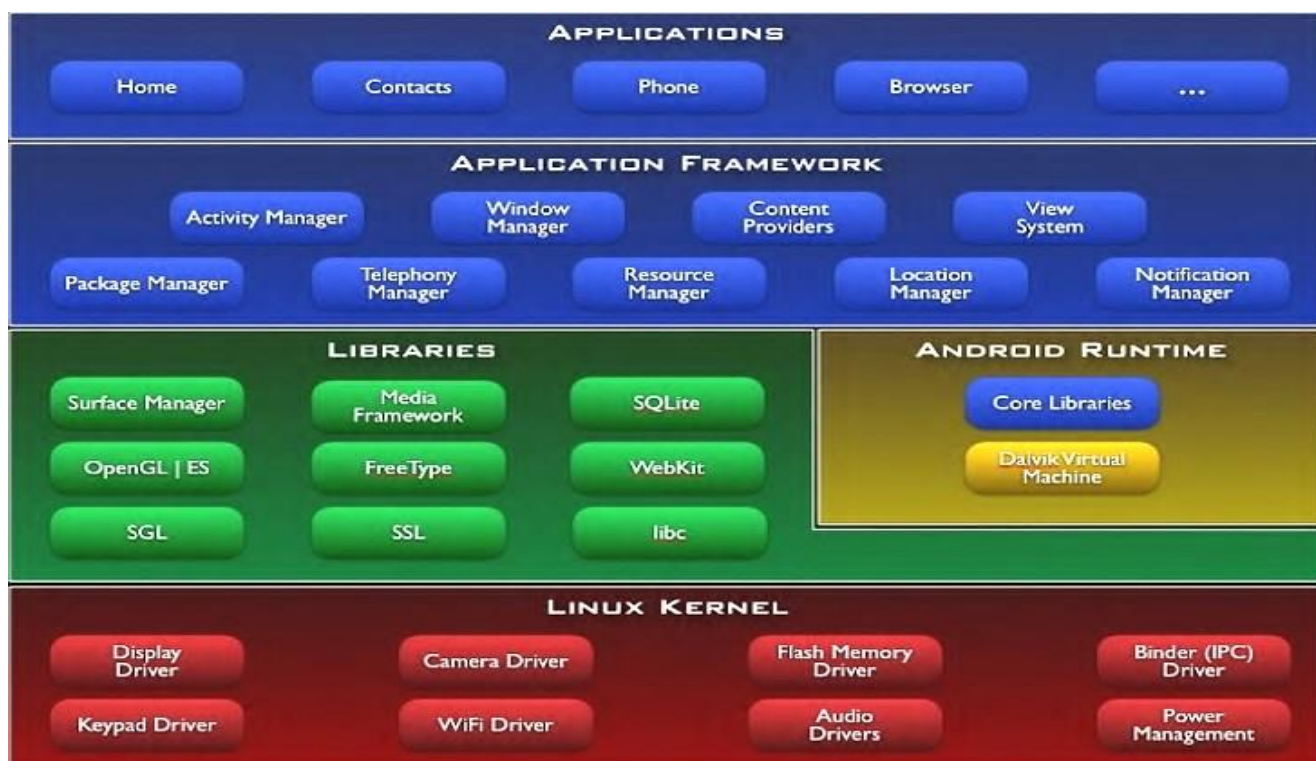 APPLICATIONS
Home
Contacts
Phone
Browser
...
APPLICATION FRAMEWORK
Activity Manager
Window
Manager
Content
Providers
View
System
Package Manager
Telephony
Manager
Resource
Manager
Location
Manager
Notification
Manager
LIBRARIES
Surface Manager
Media
Framework
SQLite
OpenGL | ES
FreeType
WebKit
SGL
SSL
libc
ANDROID RUNTIME
Core Libraries
Dalvik Virtual
Machine
LINUX KERNEL
Display
Driver
Camera Driver
Flash Memory
Driver
Binder (IPC)
Driver
Keypad Driver
WiFi Driver
Audio
Drivers
Power
Management